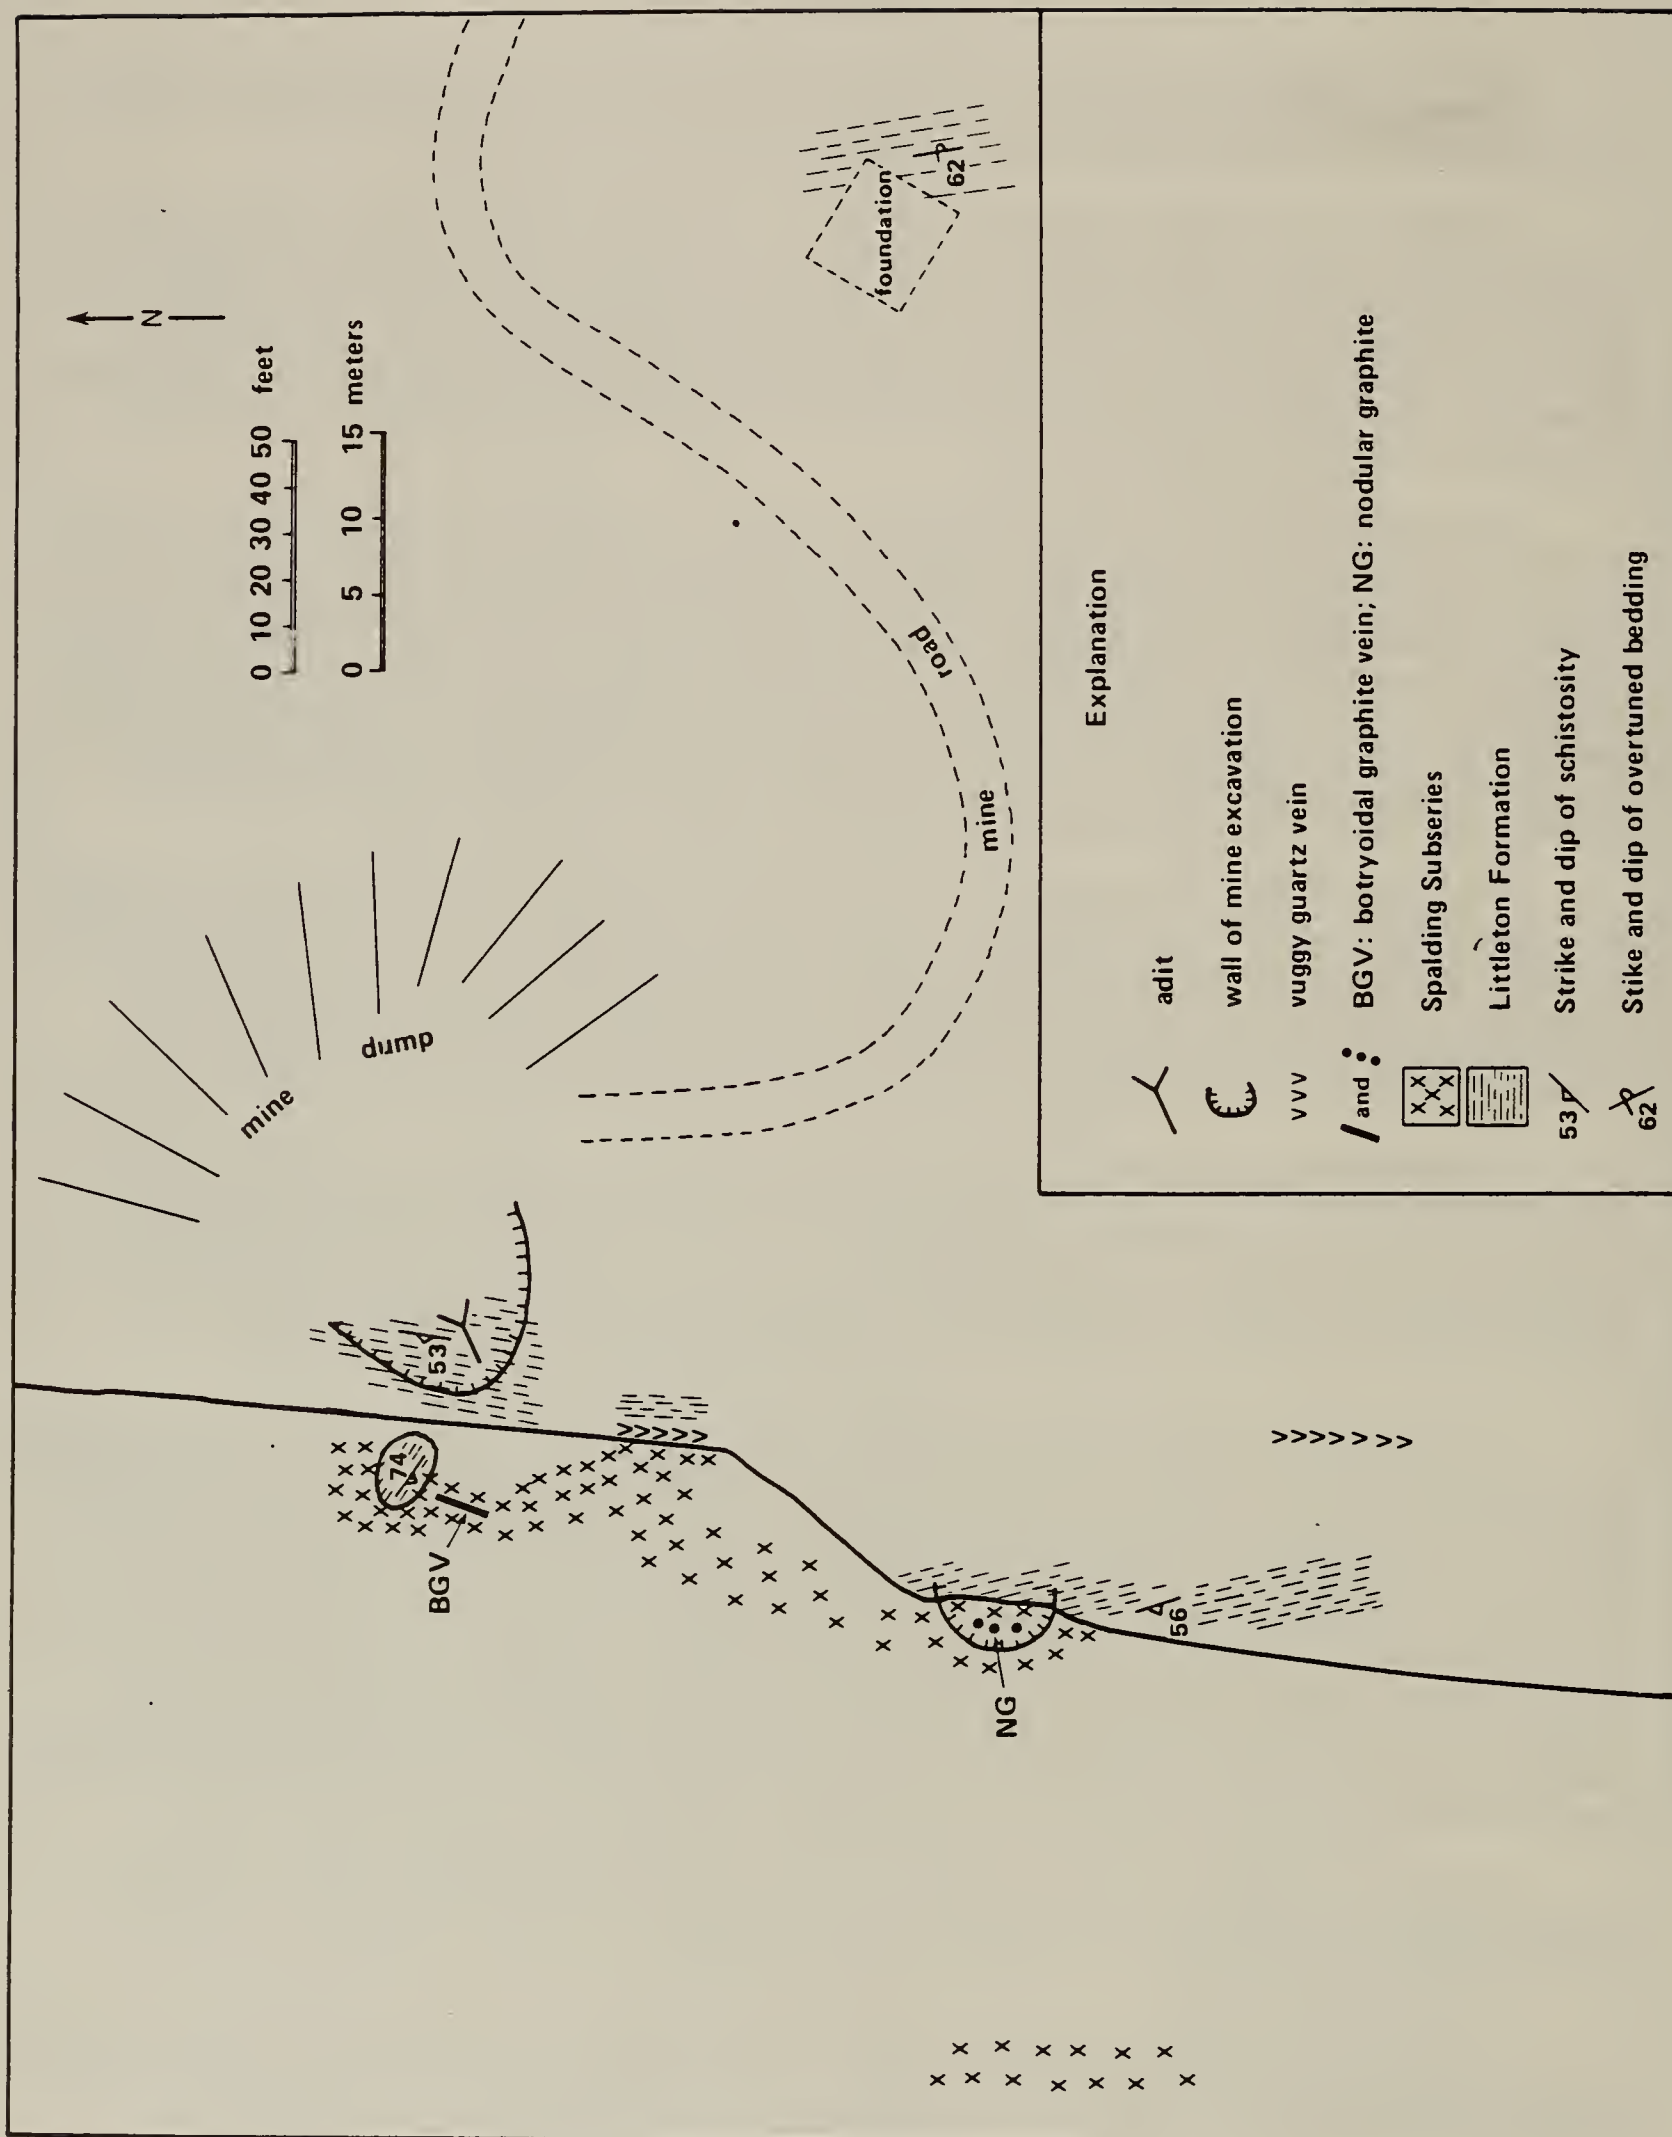 N
0 10 20 30 40 50 feet
0 5 10 15 meters
mine
dump
mine
road
foundation
62
53
74
BGV
NG
56
Explanation
adit
wall of mine excavation
VVV vuggy guartz vein
and BGV: botryoidal graphite vein; NG: nodular graphite
Spalding Subseries
Littleton Formation
53 Strike and dip of schistosity
62 Stike and dip of overtuned bedding